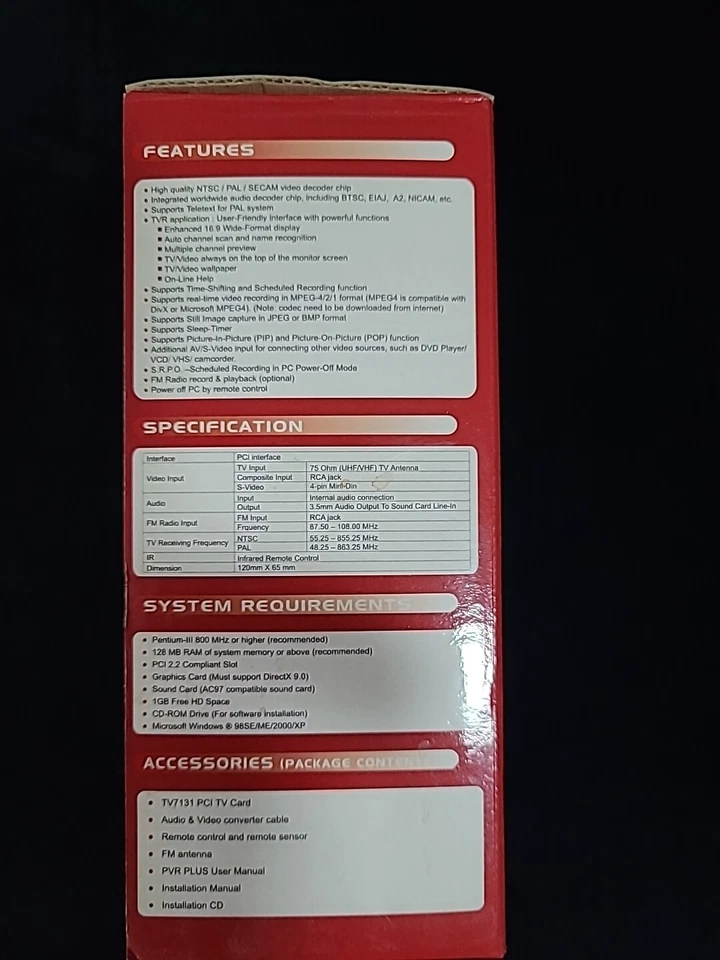 FEATURES
• High quality NTSC / PAL / SECAM video decoder chip
• Integrated worldwide audio decoder chip, including BTSC, EIAJ, A2, NICAM, etc.
• Supports Teletext for PAL system
• TVR application : User-Friendly Interface with powerful functions
■ Enhanced 16:9 Wide-Format display
■ Auto channel scan and name recognition
■ Multiple channel preview
■ TV/Video always on the top of the monitor screen
■ TV/Video wallpaper
■ On-Line Help
• Supports Time-Shifting and Scheduled Recording function
• Supports real-time video recording in MPEG-4/2/1 format (MPEG4 is compatible with
DivX or Microsoft MPEG4). (Note: codec need to be downloaded from internet)
• Supports Still Image capture in JPEG or BMP format
• Supports Sleep-Timer
• Supports Picture-In-Picture (PIP) and Picture-On-Picture (POP) function
• Additional AV/S-Video input for connecting other video sources, such as DVD Player/
VCD/ VHS/ camcorder.
• S.R.P.O. –Scheduled Recording in PC Power-Off Mode
• FM Radio record & playback (optional)
• Power off PC by remote control
SPECIFICATION
Interface PCI interface
Video Input TV Input 75 Ohm (UHF/VHF) TV Antenna
Composite Input RCA jack
S-Video 4-pin Mini-Din
Audio Input Internal audio connection
Output 3.5mm Audio Output To Sound Card Line-In
FM Radio Input FM Input RCA jack
Frquency 87.50 – 108.00 MHz
TV Receiving Frequency NTSC 55.25 – 855.25 MHz
PAL 48.25 – 863.25 MHz
IR Infrared Remote Control
Dimension 120mm X 65 mm
SYSTEM REQUIREMENTS
• Pentium-III 800 MHz or higher (recommended)
• 128 MB RAM of system memory or above (recommended)
• PCI 2.2 Compliant Slot
• Graphics Card (Must support DirectX 9.0)
• Sound Card (AC97 compatible sound card)
• 1GB Free HD Space
• CD-ROM Drive (For software installation)
• Microsoft Windows ® 98SE/ME/2000/XP
ACCESSORIES (PACKAGE CONTENT)
• TV7131 PCI TV Card
• Audio & Video converter cable
• Remote control and remote sensor
• FM antenna
• PVR PLUS User Manual
• Installation Manual
• Installation CD